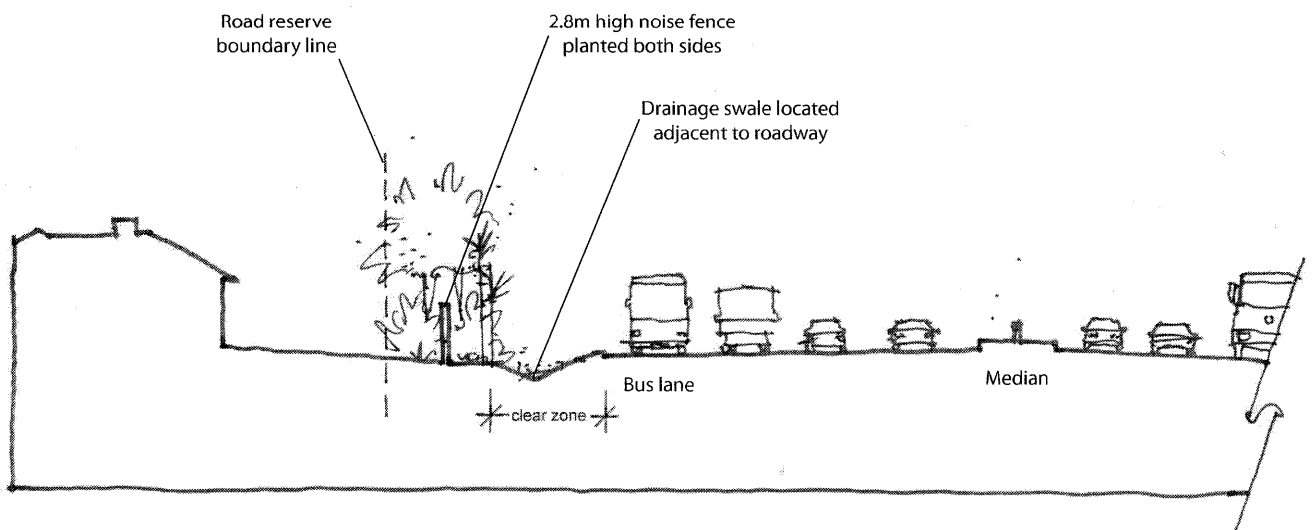 Road reserve
boundary line
2.8m high noise fence
planted both sides
Drainage swale located
adjacent to roadway
Bus lane
Median
clear zone